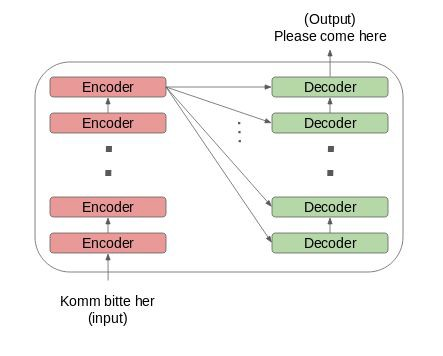 (Output)
Please come here
Encoder
Decoder
Encoder
Decoder
Encoder
Decoder
Encoder
Decoder
Komm bitte her
(input)